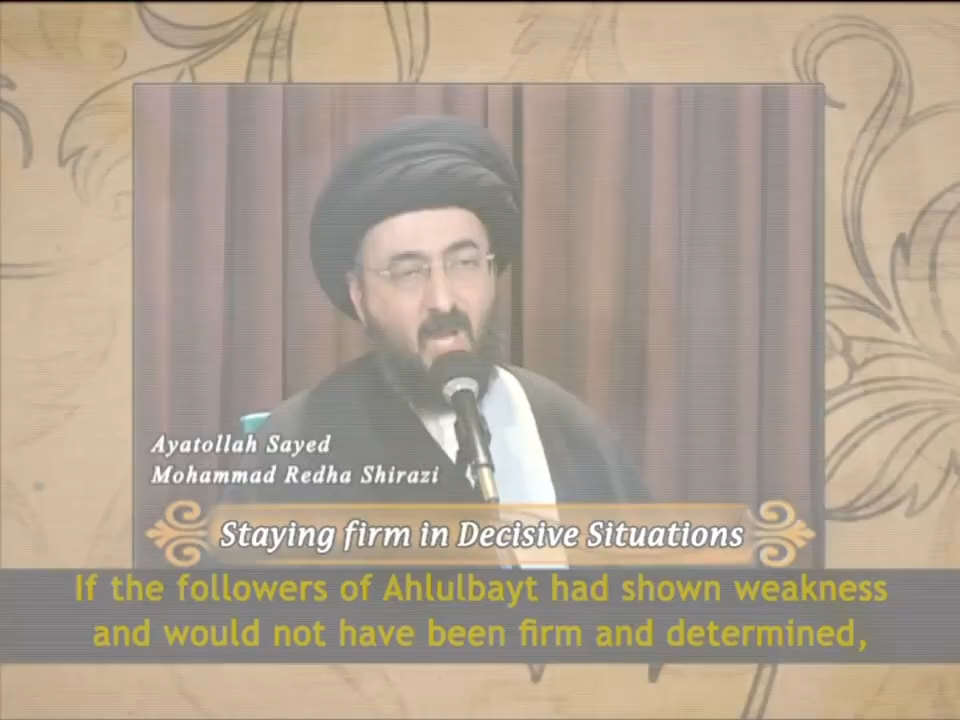 Ayatollah Sayed
Mohammad Redha Shirazi
Staying firm in Decisive Situations
If the followers of Ahlulbayt had shown weakness
and would not have been firm and determined,